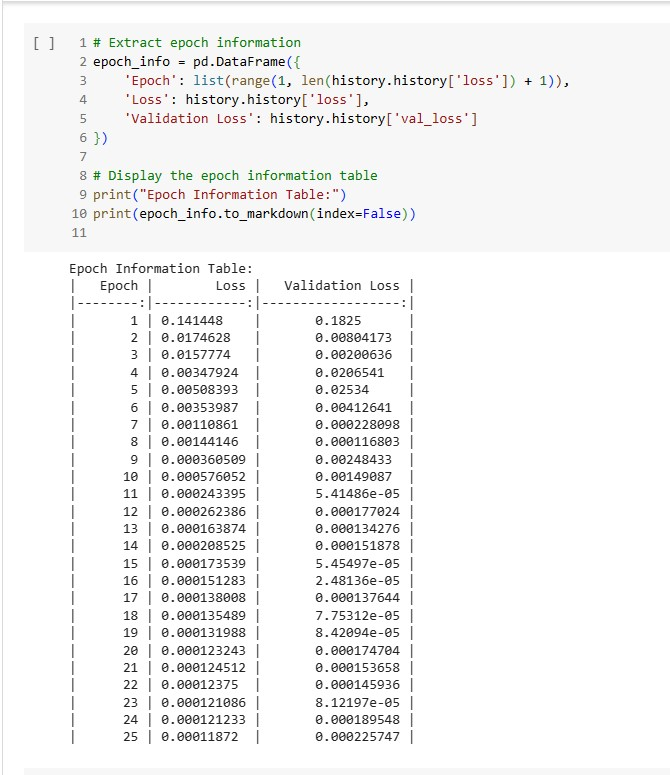 [ ] 1 # Extract epoch information
2 epoch_info = pd.DataFrame({
3     'Epoch': list(range(1, len(history.history['loss']) + 1)),
4     'Loss': history.history['loss'],
5     'Validation Loss': history.history['val_loss']
6 })
7
8 # Display the epoch information table
9 print("Epoch Information Table:")
10 print(epoch_info.to_markdown(index=False))
11
Epoch Information Table:
|   Epoch |        Loss |   Validation Loss |
|--------:|------------:|------------------:|
|       1 | 0.141448    |       0.1825      |
|       2 | 0.0174628   |       0.00804173  |
|       3 | 0.0157774   |       0.00200636  |
|       4 | 0.00347924  |       0.0206541   |
|       5 | 0.00508393  |       0.02534     |
|       6 | 0.00353987  |       0.00412641  |
|       7 | 0.00110861  |       0.000228098 |
|       8 | 0.00144146  |       0.000116803 |
|       9 | 0.000360509 |       0.00248433  |
|      10 | 0.000576052 |       0.00149087  |
|      11 | 0.000243395 |       5.41486e-05 |
|      12 | 0.000262386 |       0.000177024 |
|      13 | 0.000163874 |       0.000134276 |
|      14 | 0.000208525 |       0.000151878 |
|      15 | 0.000173539 |       5.45497e-05 |
|      16 | 0.000151283 |       2.48136e-05 |
|      17 | 0.000138008 |       0.000137644 |
|      18 | 0.000135489 |       7.75312e-05 |
|      19 | 0.000131988 |       8.42094e-05 |
|      20 | 0.000123243 |       0.000174704 |
|      21 | 0.000124512 |       0.000153658 |
|      22 | 0.00012375  |       0.000145936 |
|      23 | 0.000121086 |       8.12197e-05 |
|      24 | 0.000121233 |       0.000189548 |
|      25 | 0.00011872  |       0.000225747 |